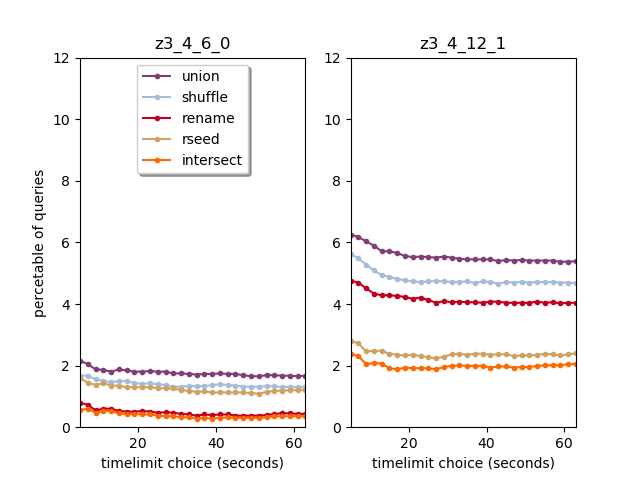 z3_4_6_0
z3_4_12_1
percetable of queries
12
10
8
6
4
2
0
union
shuffle
rename
rseed
intersect
20 40 60
timelimit choice (seconds)
12
10
8
6
4
2
0
20 40 60
timelimit choice (seconds)